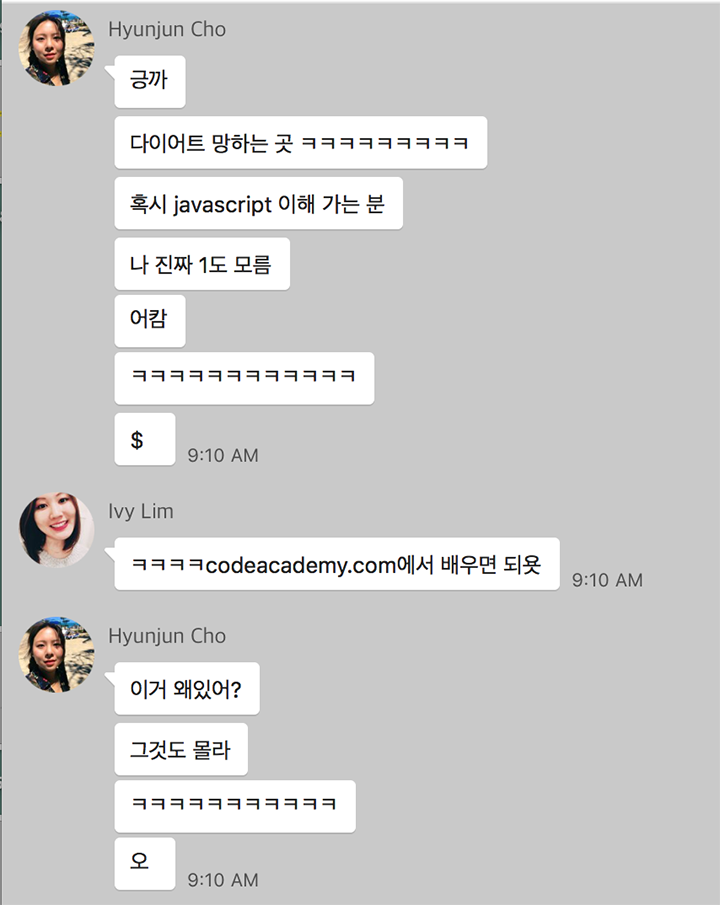 Hyunjun Cho
긍까
다이어트 망하는 곳 ㅋㅋㅋㅋㅋㅋㅋㅋㅋ
혹시 javascript 이해 가는 분
나 진짜 1도 모름
어캄
ㅋㅋㅋㅋㅋㅋㅋㅋㅋㅋㅋㅋ
$
9:10 AM
Ivy Lim
ㅋㅋㅋㅋcodeacademy.com에서 배우면 되욧
9:10 AM
Hyunjun Cho
이거 왜있어?
그것도 몰라
ㅋㅋㅋㅋㅋㅋㅋㅋㅋㅋㅋ
오
9:10 AM